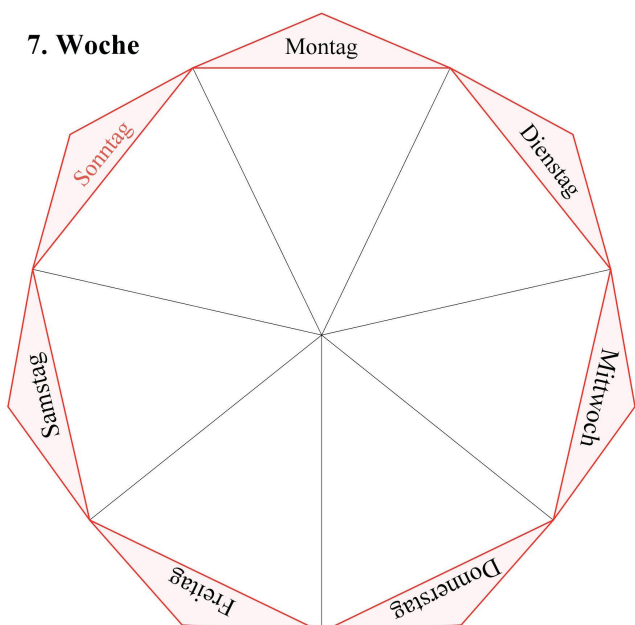 7. Woche
Montag
Dienstag
Mittwoch
Donnerstag
Freitag
Samstag
Sonntag